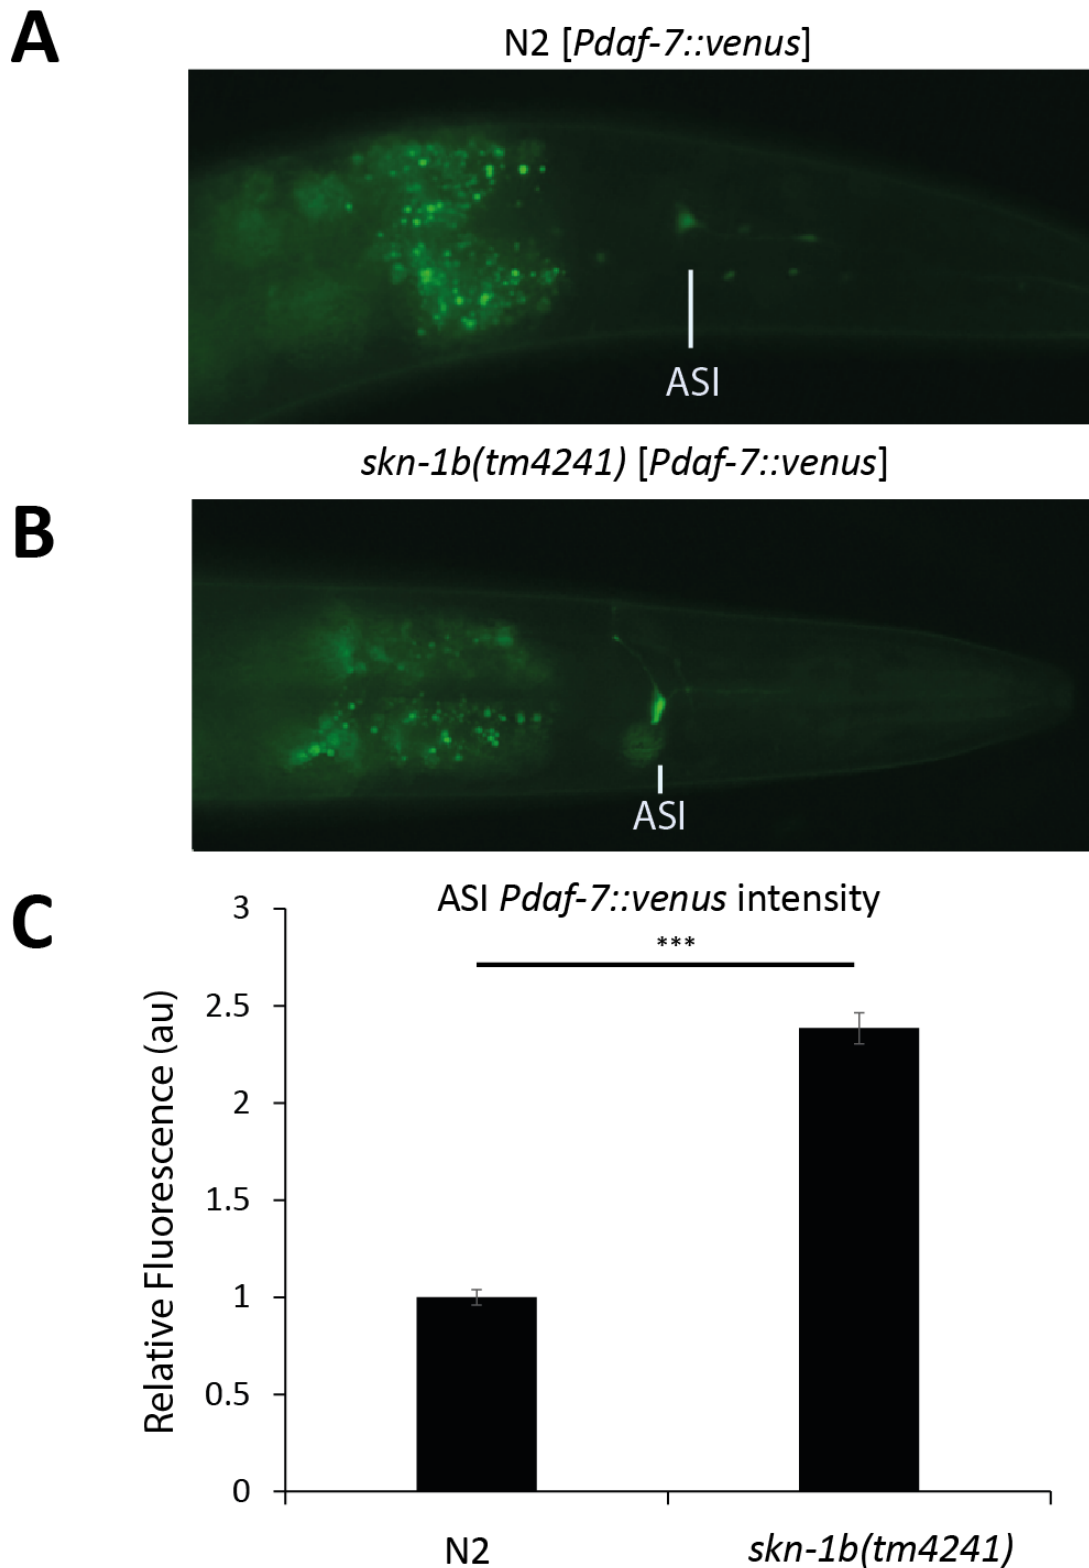 A
N2 [Pdaf-7::venus]
ASI
skn-1b(tm4241) [Pdaf-7::venus]
B
ASI
C
ASI Pdaf-7::venus intensity
***
Relative Fluorescence (au)
3
2.5
2
1.5
1
0.5
0
N2
skn-1b(tm4241)